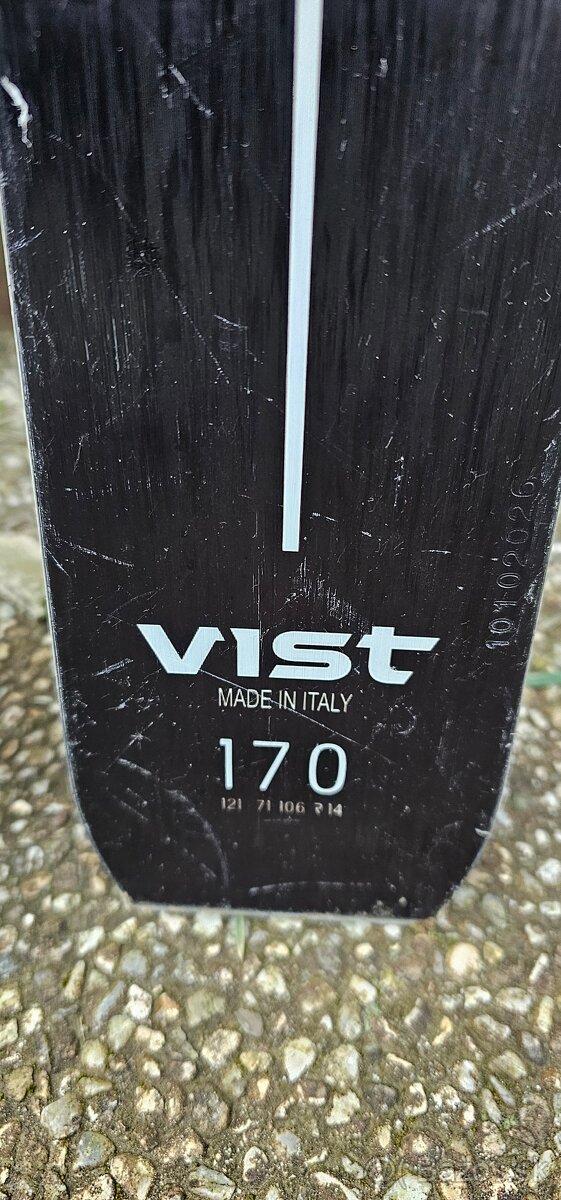 10102026
vist
MADE IN ITALY
170
121 71 106 R14